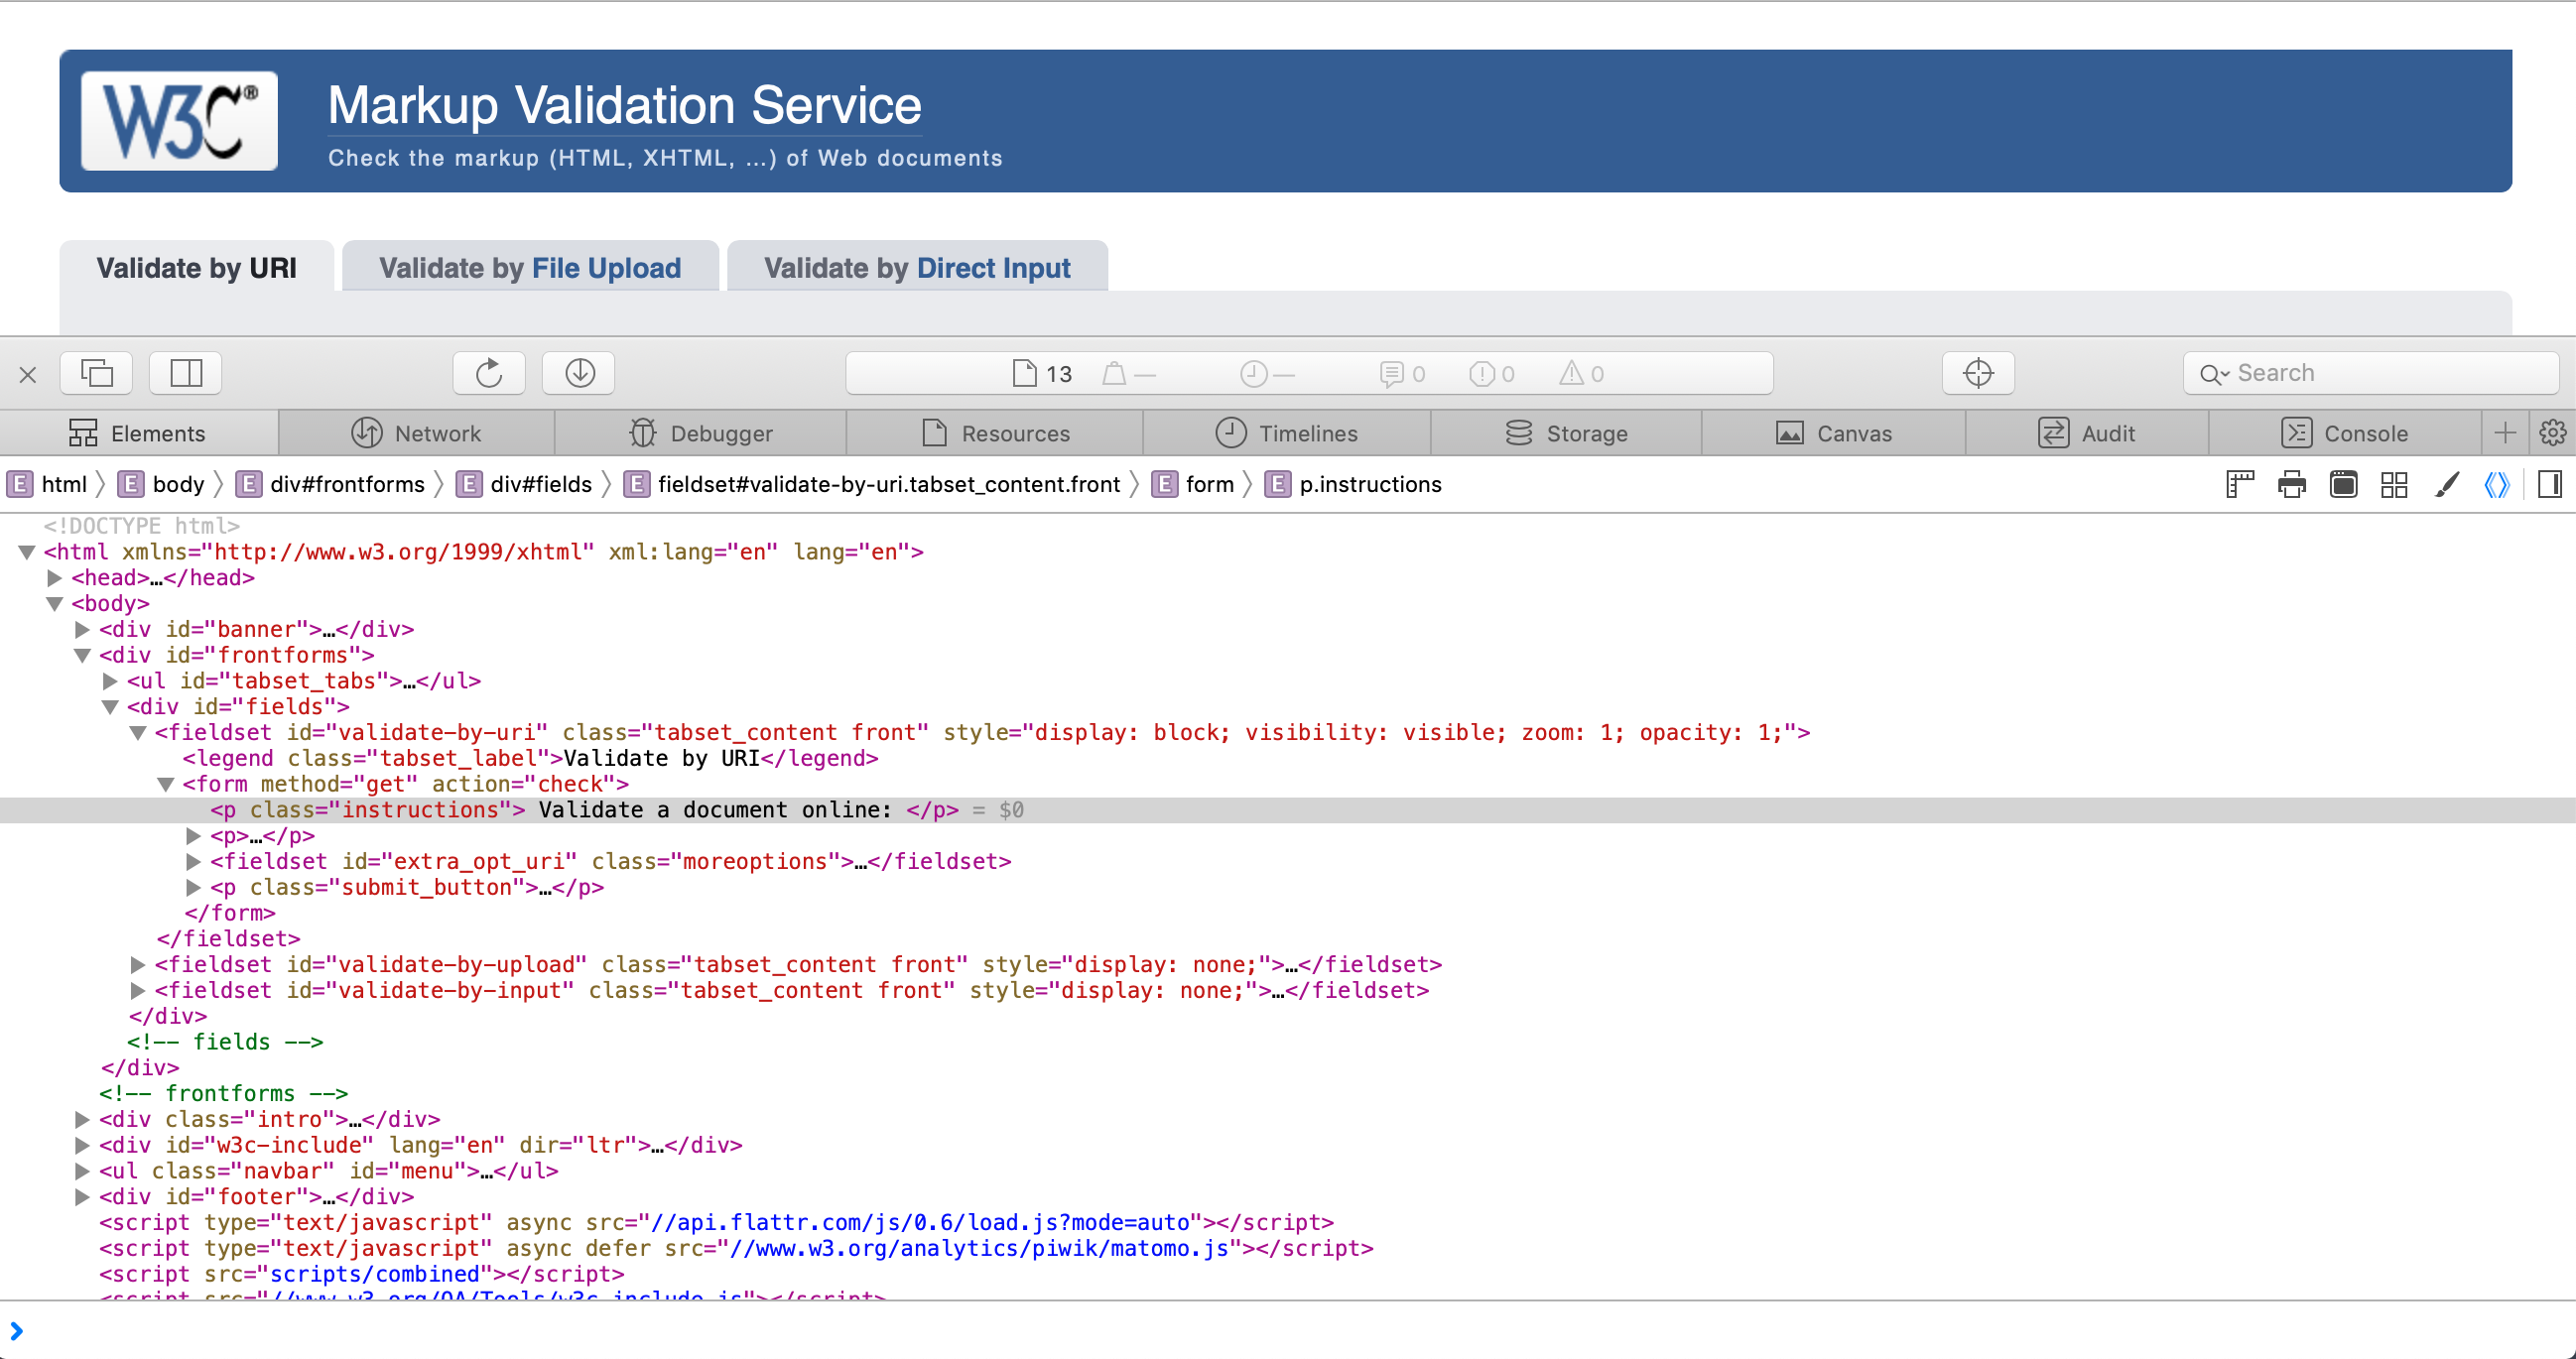 W3C®
Markup Validation Service
Check the markup (HTML, XHTML, …) of Web documents
Validate by URI
Validate by File Upload
Validate by Direct Input
13 — — 0 0 0
Search
Elements
Network
Debugger
Resources
Timelines
Storage
Canvas
Audit
Console
E html E body E div#frontforms E div#fields E fieldset#validate-by-uri.tabset_content.front E form E p.instructions
<!DOCTYPE html>
<html xmlns="http://www.w3.org/1999/xhtml" xml:lang="en" lang="en">
<head>…</head>
<body>
<div id="banner">…</div>
<div id="frontforms">
<ul id="tabset_tabs">…</ul>
<div id="fields">
<fieldset id="validate-by-uri" class="tabset_content front" style="display: block; visibility: visible; zoom: 1; opacity: 1;">
<legend class="tabset_label">Validate by URI</legend>
<form method="get" action="check">
<p class="instructions"> Validate a document online: </p> = $0
<p>…</p>
<fieldset id="extra_opt_uri" class="moreoptions">…</fieldset>
<p class="submit_button">…</p>
</form>
</fieldset>
<fieldset id="validate-by-upload" class="tabset_content front" style="display: none;">…</fieldset>
<fieldset id="validate-by-input" class="tabset_content front" style="display: none;">…</fieldset>
</div>
<!-- fields -->
</div>
<!-- frontforms -->
<div class="intro">…</div>
<div id="w3c-include" lang="en" dir="ltr">…</div>
<ul class="navbar" id="menu">…</ul>
<div id="footer">…</div>
<script type="text/javascript" async src="//api.flattr.com/js/0.6/load.js?mode=auto"></script>
<script type="text/javascript" async defer src="//www.w3.org/analytics/piwik/matomo.js"></script>
<script src="scripts/combined"></script>
<script src="//www.w3.org/QA/Tools/w3c-include.js"></script>